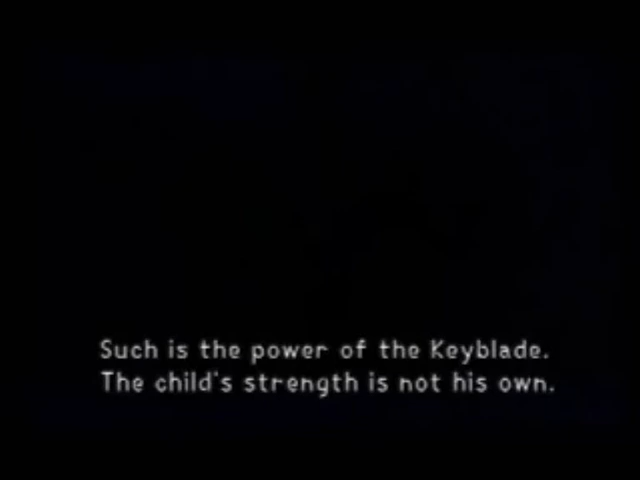 Such is the power of the Keyblade.
The child's strength is not his own.